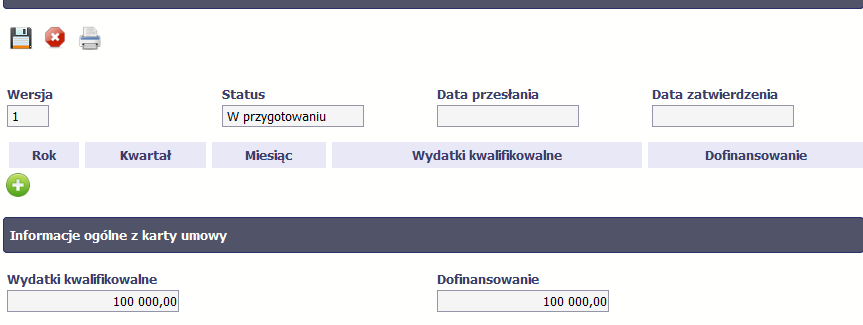 Wersja Status Data przesłania Data zatwierdzenia
1 W przygotowaniu
Rok Kwartał Miesiąc Wydatki kwalifikowalne Dofinansowanie
Informacje ogólne z karty umowy
Wydatki kwalifikowalne Dofinansowanie
100 000,00 100 000,00